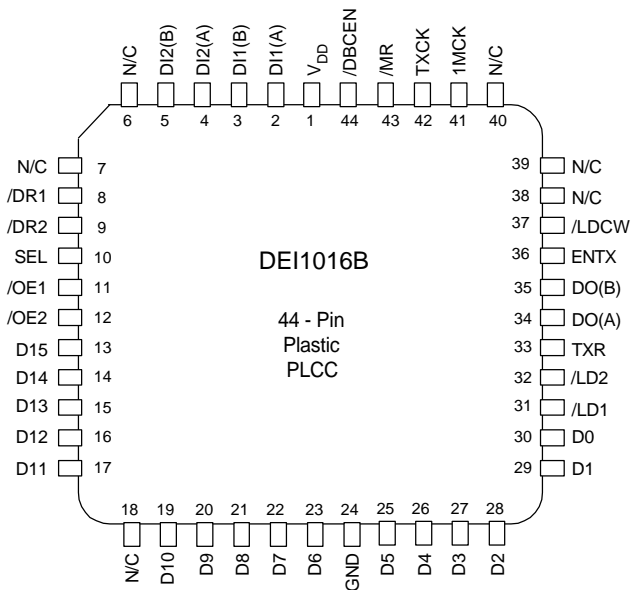 N/C
DI2(B)
DI2(A)
DI1(B)
DI1(A)
VDD
/DBCEN
/MR
TXCK
1MCK
N/C
6 5 4 3 2 1 44 43 42 41 40
N/C 7
/DR1 8
/DR2 9
SEL 10
/OE1 11
/OE2 12
D15 13
D14 14
D13 15
D12 16
D11 17
DEI1016B
44 - Pin
Plastic
PLCC
39 N/C
38 N/C
37 /LDCW
36 ENTX
35 DO(B)
34 DO(A)
33 TXR
32 /LD2
31 /LD1
30 D0
29 D1
18 19 20 21 22 23 24 25 26 27 28
N/C
D10
D9
D8
D7
D6
GND
D5
D4
D3
D2